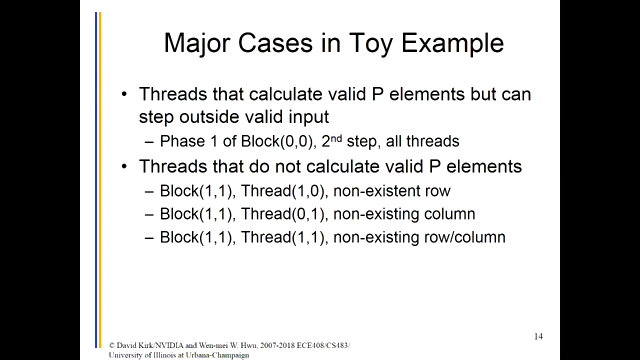 Major Cases in Toy Example
• Threads that calculate valid P elements but can
step outside valid input
– Phase 1 of Block(0,0), 2nd step, all threads
• Threads that do not calculate valid P elements
– Block(1,1), Thread(1,0), non-existent row
– Block(1,1), Thread(0,1), non-existing column
– Block(1,1), Thread(1,1), non-existing row/column
14
© David Kirk/NVIDIA and Wen-mei W. Hwu, 2007-2018 ECE408/CS483/
University of Illinois at Urbana-Champaign